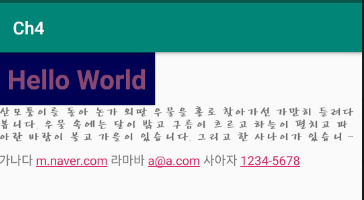 Ch4
Hello World
산모퉁이를 돌아 논가 외딴 우물을 홀로 찾아가선 가만히 들여다
봅니다. 우물 속에는 달이 밝고 구름이 흐르고 하늘이 펼치고 파
아란 바람이 불고 가을이 있습니다. 그리고 한 사나이가 있습니 …
가나다 m.naver.com 라마바 a@a.com 사아자 1234-5678